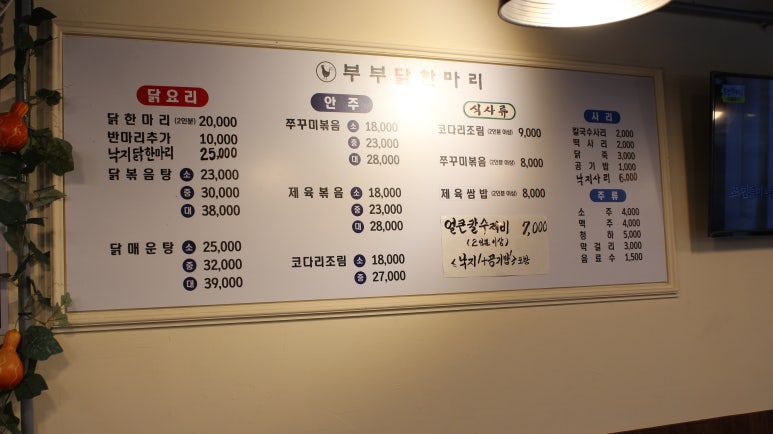 부부닭한마리
닭요리
닭한마리 (2인분) 20,000
반마리추가 10,000
낙지닭한마리 25,000
닭볶음탕 소 23,000
중 30,000
대 38,000
닭매운탕 소 25,000
중 32,000
대 39,000
안주
쭈꾸미볶음 소 18,000
중 23,000
대 28,000
제육볶음 소 18,000
중 23,000
대 28,000
코다리조림 소 18,000
중 27,000
식사류
코다리조림 (2인분 이상) 9,000
쭈꾸미볶음 (2인분 이상) 8,000
제육쌈밥 (2인분 이상) 8,000
얼큰칼수제비 7,000
(2인분 이상)
사리
칼국수사리 2,000
떡사리 2,000
닭죽 3,000
공기밥 1,000
낙지사리 6,000
주류
소주 4,000
맥주 4,000
청하 5,000
막걸리 3,000
음료수 1,500